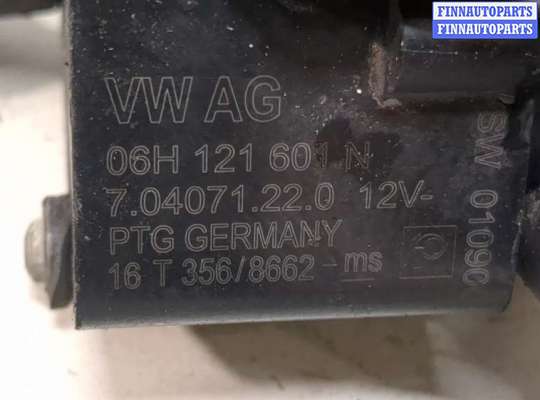 FINNAUTOPARTS
FINNAUTOPARTS
VW AG
06H 121 601 N
7.04071.22.0 12V-
PTG GERMANY
16 T 356/8662 ms
SW 01090